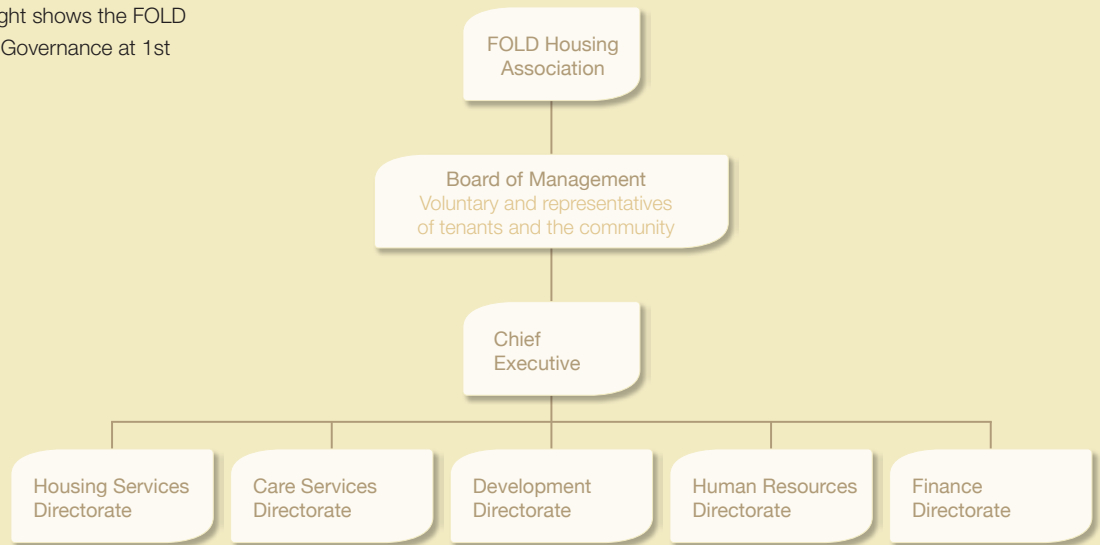 ght shows the FOLD
Governance at 1st
FOLD Housing
Association
Board of Management
Voluntary and representatives
of tenants and the community
Chief
Executive
Housing Services
Directorate
Care Services
Directorate
Development
Directorate
Human Resources
Directorate
Finance
Directorate